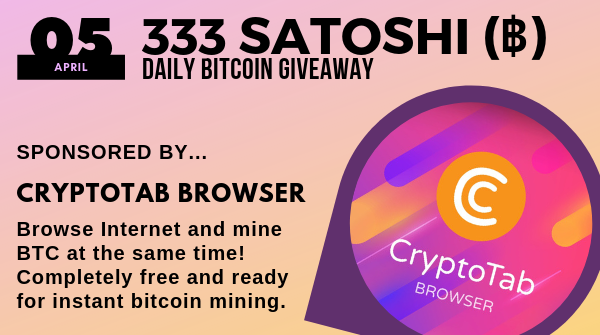 05
APRIL
333 SATOSHI (฿)
DAILY BITCOIN GIVEAWAY
SPONSORED BY...
CRYPTOTAB BROWSER
Browse Internet and mine
BTC at the same time!
Completely free and ready
for instant bitcoin mining.
CryptoTab
BROWSER